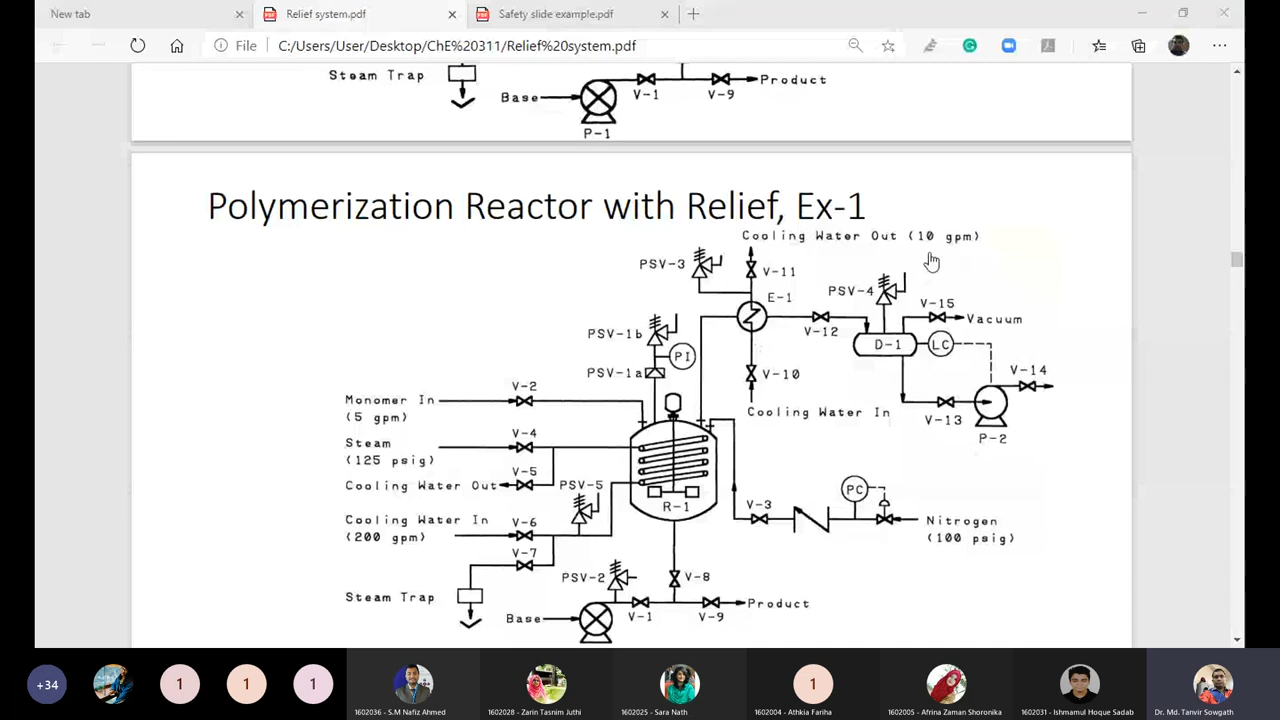 New tab
Relief system.pdf
Safety slide example.pdf
File
C:/Users/User/Desktop/ChE%20311/Relief%20system.pdf
Steam Trap
Base
P-1
V-1
V-9
Product
Polymerization Reactor with Relief, Ex-1
Cooling Water Out (10 gpm)
PSV-3
V-11
E-1
PSV-4
V-15
Vacuum
V-12
D-1
LC
PSV-1b
PI
PSV-1a
V-10
V-14
Cooling Water In
V-13
P-2
Monomer In
(5 gpm)
V-2
Steam
(125 psig)
V-4
V-5
Cooling Water Out
PSV-5
R-1
PC
V-3
Nitrogen
(100 psig)
Cooling Water In
(200 gpm)
V-6
V-7
PSV-2
V-8
Steam Trap
Base
V-1
V-9
Product
+34
1
1
1
1602036 - S.M Nafiz Ahmed
1602028 - Zarin Tasnim Juthi
1602025 - Sara Nath
1
1602004 - Athkia Fariha
1602005 - Afrina Zaman Shoronika
1602031 - Ishmamul Hoque Sadab
Dr. Md. Tanvir Sowgath